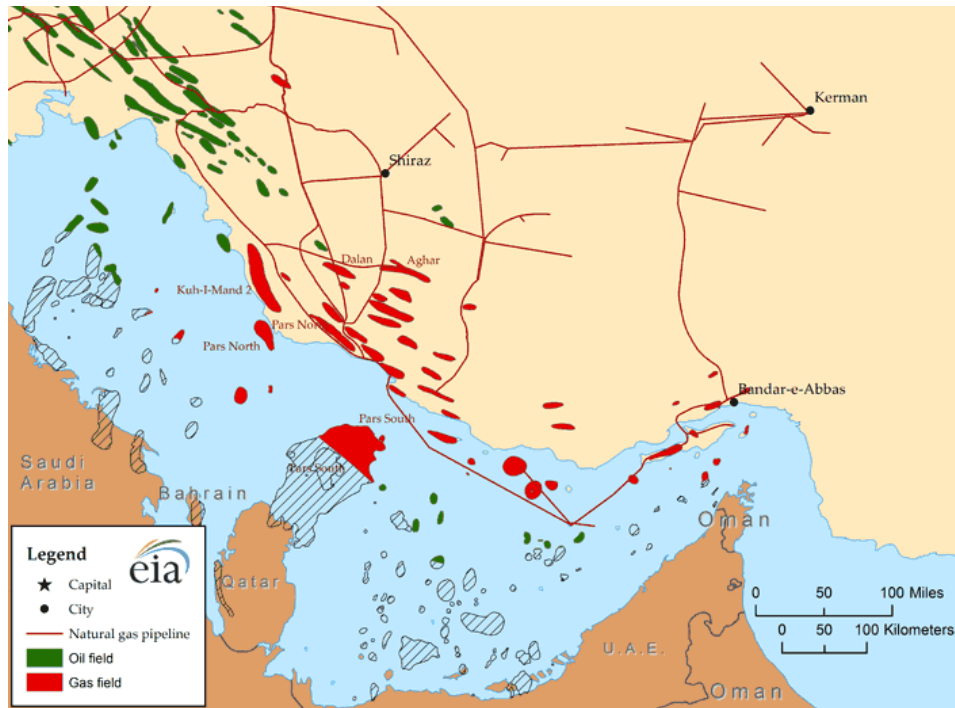 Kerman
Shiraz
Dalan
Aghar
Kuh-I-Mand 2
Pars North
Pars North
Bandar-e-Abbas
Pars South
Pars South
Saudi
Arabia
Bahrain
Qatar
Oman
U.A.E.
Oman
Legend
eia
Capital
City
Natural gas pipeline
Oil field
Gas field
0 50 100 Miles
0 50 100 Kilometers